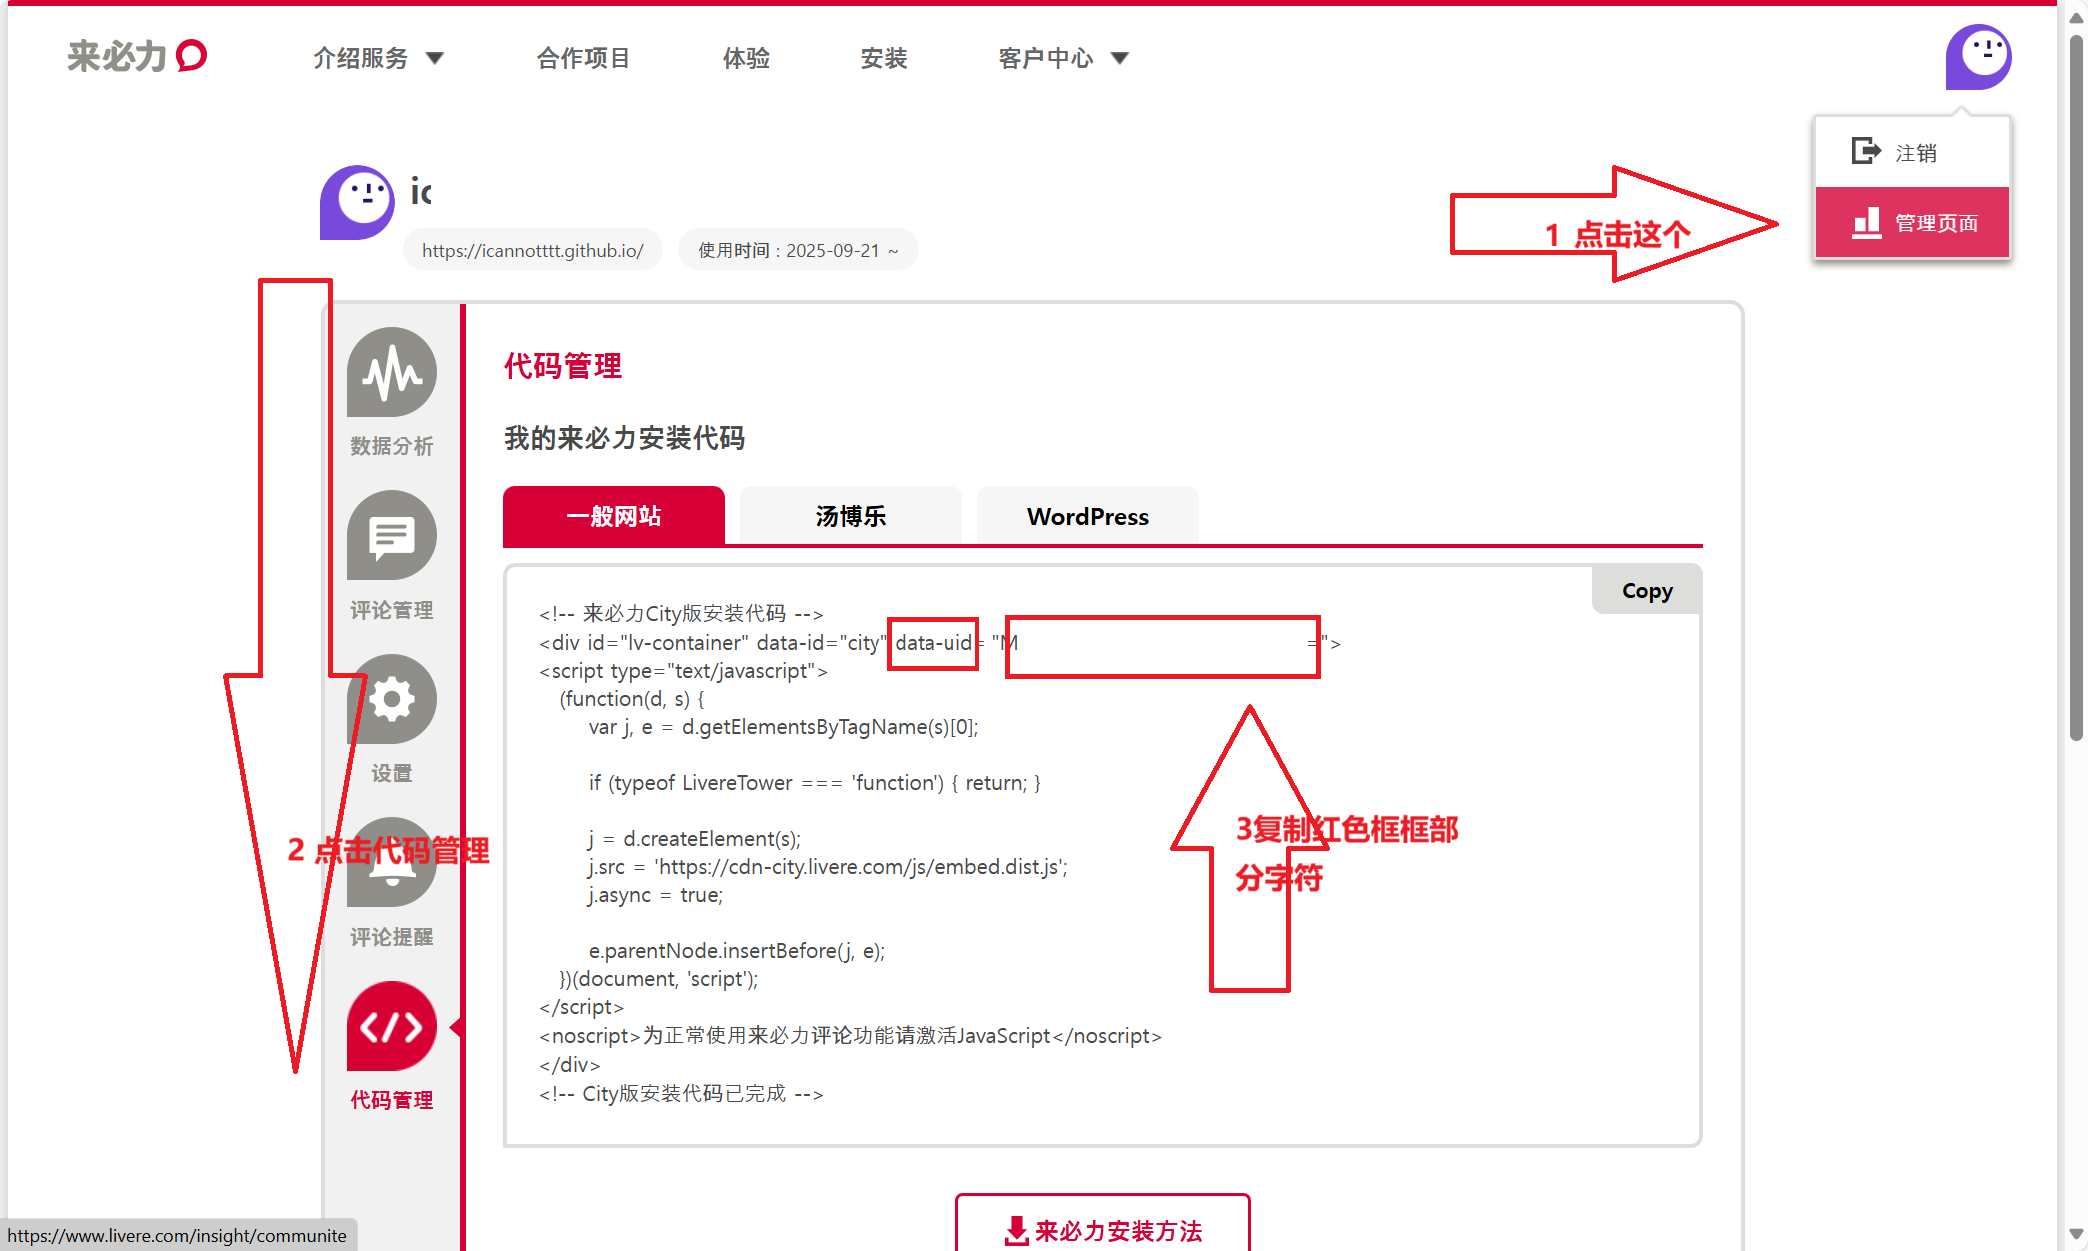 来必力
介绍服务
合作项目
体验
安装
客户中心
注销
管理页面
1 点击这个
ic
https://icannotttt.github.io/
使用时间 : 2025-09-21 ~
数据分析
评论管理
设置
2 点击代码管理
评论提醒
代码管理
代码管理
我的来必力安装代码
一般网站
汤博乐
WordPress
Copy
<!-- 来必力City版安装代码 -->
<div id="lv-container" data-id="city" data-uid= "M =">
<script type="text/javascript">
(function(d, s) {
var j, e = d.getElementsByTagName(s)[0];
if (typeof LivereTower === 'function') { return; }
j = d.createElement(s);
j.src = 'https://cdn-city.livere.com/js/embed.dist.js';
j.async = true;
e.parentNode.insertBefore(j, e);
})(document, 'script');
</script>
<noscript>为正常使用来必力评论功能请激活JavaScript</noscript>
</div>
<!-- City版安装代码已完成 -->
3复制红色框框部
分字符
来必力安装方法
https://www.livere.com/insight/communite